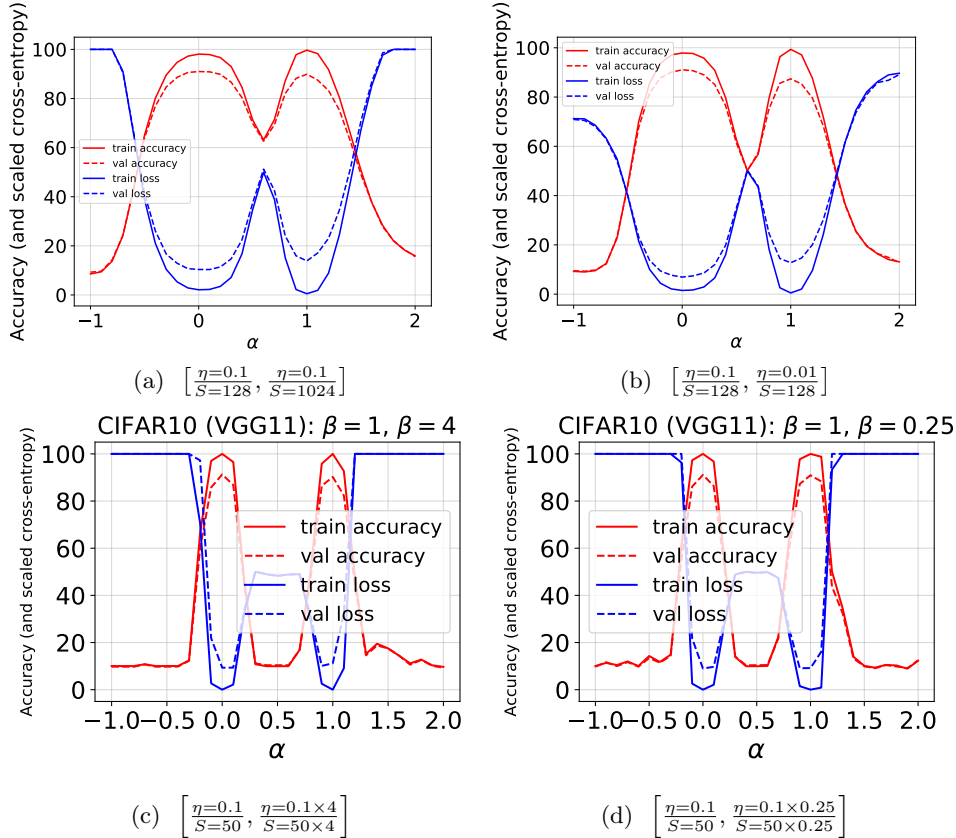 Accuracy (and scaled cross-entropy)
100
80
60
40
20
0
train accuracy
val accuracy
train loss
val loss
−1 0 1 2
α
(a) [η=0.1/S=128, η=0.1/S=1024]
Accuracy (and scaled cross-entropy)
100
80
60
40
20
0
train accuracy
val accuracy
train loss
val loss
−1 0 1 2
α
(b) [η=0.1/S=128, η=0.01/S=128]
CIFAR10 (VGG11): β = 1, β = 4
Accuracy (and scaled cross-entropy)
100
80
60
40
20
0
train accuracy
val accuracy
train loss
val loss
−1.0 −0.5 0.0 0.5 1.0 1.5 2.0
α
(c) [η=0.1/S=50, η=0.1×4/S=50×4]
CIFAR10 (VGG11): β = 1, β = 0.25
Accuracy (and scaled cross-entropy)
100
80
60
40
20
0
train accuracy
val accuracy
train loss
val loss
−1.0 −0.5 0.0 0.5 1.0 1.5 2.0
α
(d) [η=0.1/S=50, η=0.1×0.25/S=50×0.25]